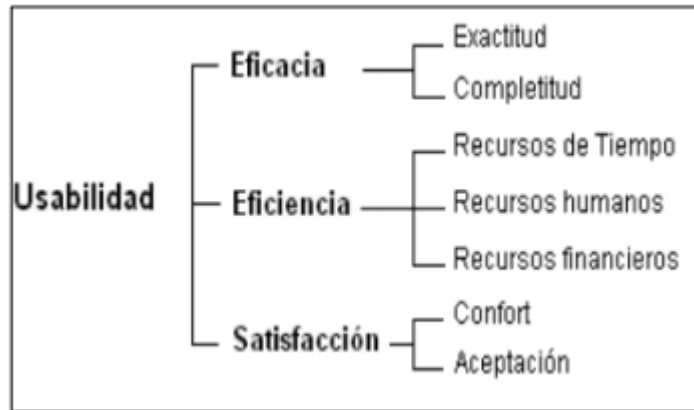 Usabilidad
Eficacia
Exactitud
Completitud
Eficiencia
Recursos de Tiempo
Recursos humanos
Recursos financieros
Satisfacción
Confort
Aceptación